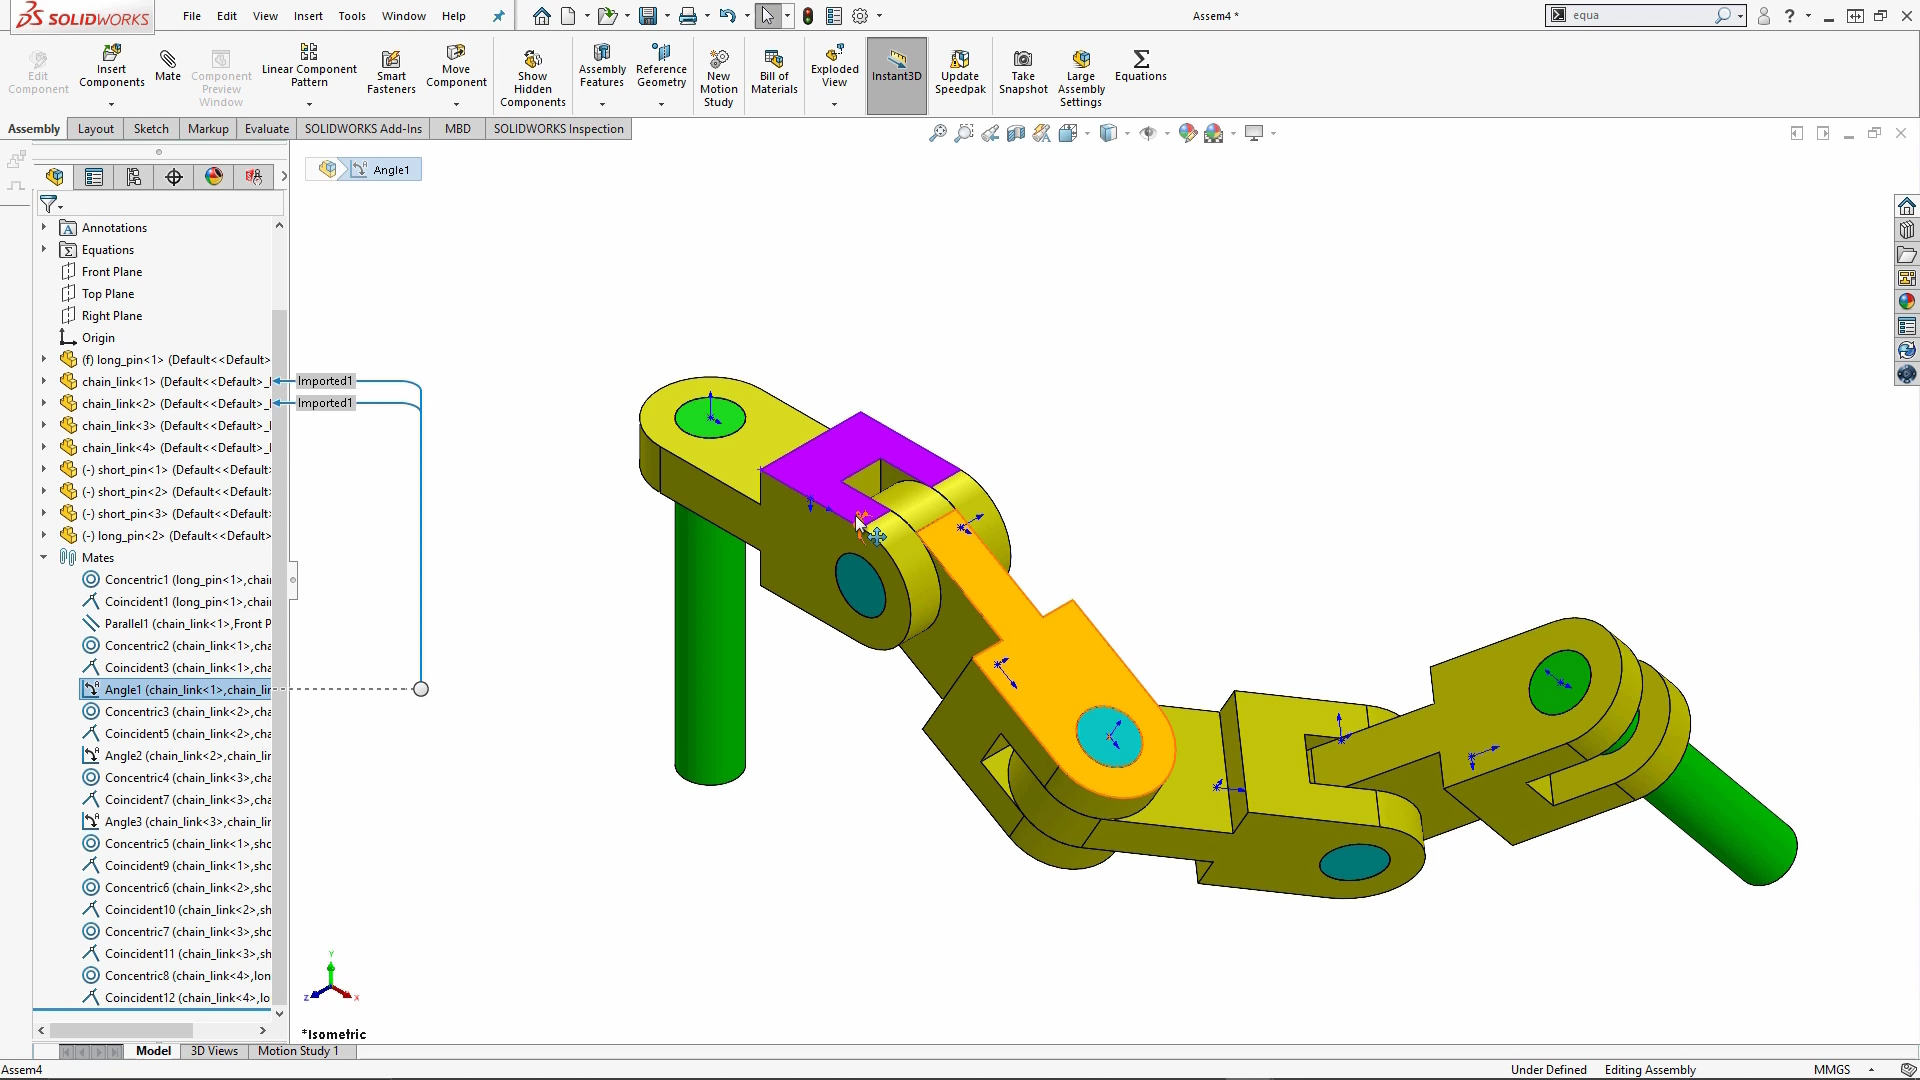 SOLIDWORKS
File Edit View Insert Tools Window Help
Assem4 *
equa
Edit Component
Insert Components
Mate
Component Preview Window
Linear Component Pattern
Smart Fasteners
Move Component
Show Hidden Components
Assembly Features
Reference Geometry
New Motion Study
Bill of Materials
Exploded View
Instant3D
Update Speedpak
Take Snapshot
Large Assembly Settings
Equations
Assembly Layout Sketch Markup Evaluate SOLIDWORKS Add-Ins MBD SOLIDWORKS Inspection
Angle1
Annotations
Equations
Front Plane
Top Plane
Right Plane
Origin
(f) long_pin<1> (Default<<Default>
chain_link<1> (Default<<Default>_
Imported1
chain_link<2> (Default<<Default>_
Imported1
chain_link<3> (Default<<Default>_
chain_link<4> (Default<<Default>_
(-) short_pin<1> (Default<<Default>
(-) short_pin<2> (Default<<Default>
(-) short_pin<3> (Default<<Default>
(-) long_pin<2> (Default<<Default>
Mates
Concentric1 (long_pin<1>,chai
Coincident1 (long_pin<1>,chai
Parallel1 (chain_link<1>,Front P
Concentric2 (chain_link<1>,cha
Coincident3 (chain_link<1>,cha
Angle1 (chain_link<1>,chain_lir
Concentric3 (chain_link<2>,cha
Coincident5 (chain_link<2>,cha
Angle2 (chain_link<2>,chain_lir
Concentric4 (chain_link<3>,cha
Coincident7 (chain_link<3>,cha
Angle3 (chain_link<3>,chain_lir
Concentric5 (chain_link<1>,shc
Coincident9 (chain_link<1>,shc
Concentric6 (chain_link<2>,shc
Coincident10 (chain_link<2>,sh
Concentric7 (chain_link<3>,shc
Coincident11 (chain_link<3>,sh
Concentric8 (chain_link<4>,lon
Coincident12 (chain_link<4>,lo
Y
Z
X
*Isometric
Model 3D Views Motion Study 1
Assem4
Under Defined Editing Assembly MMGS